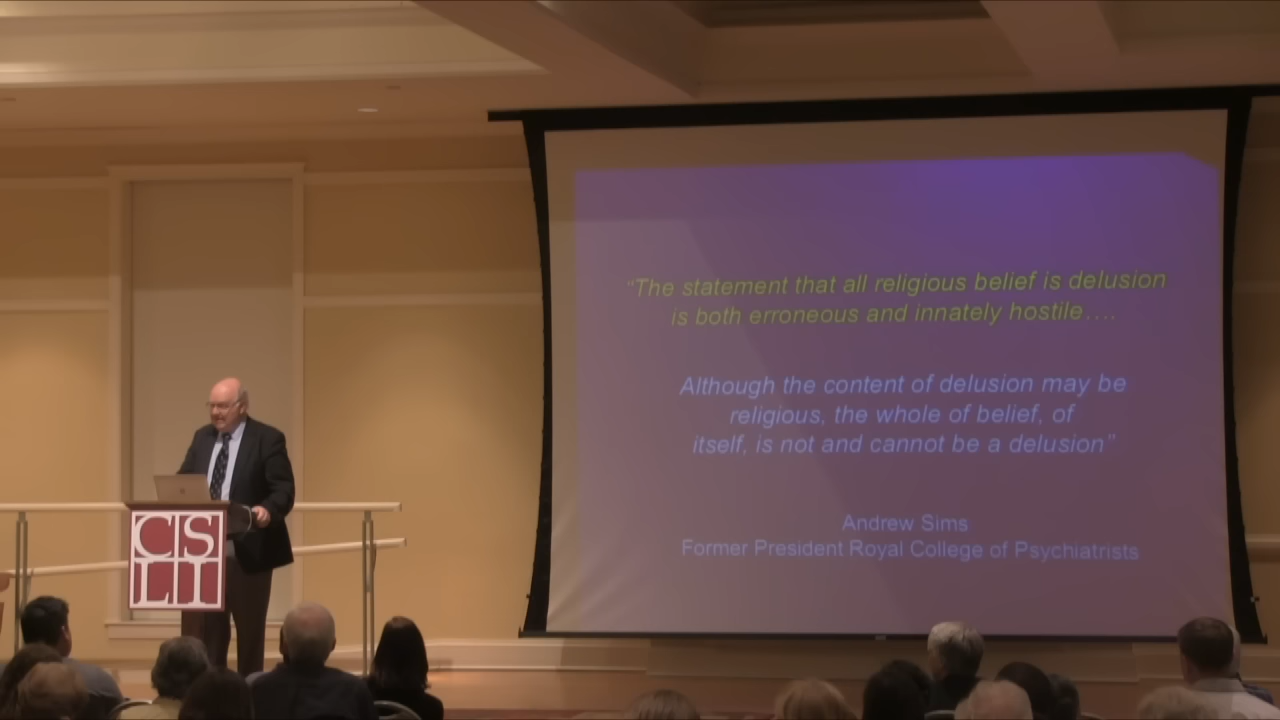 "The statement that all religious belief is delusion
is both erroneous and innately hostile….
Although the content of delusion may be
religious, the whole of belief, of
itself, is not and cannot be a delusion"
Andrew Sims
Former President Royal College of Psychiatrists
CS
LI